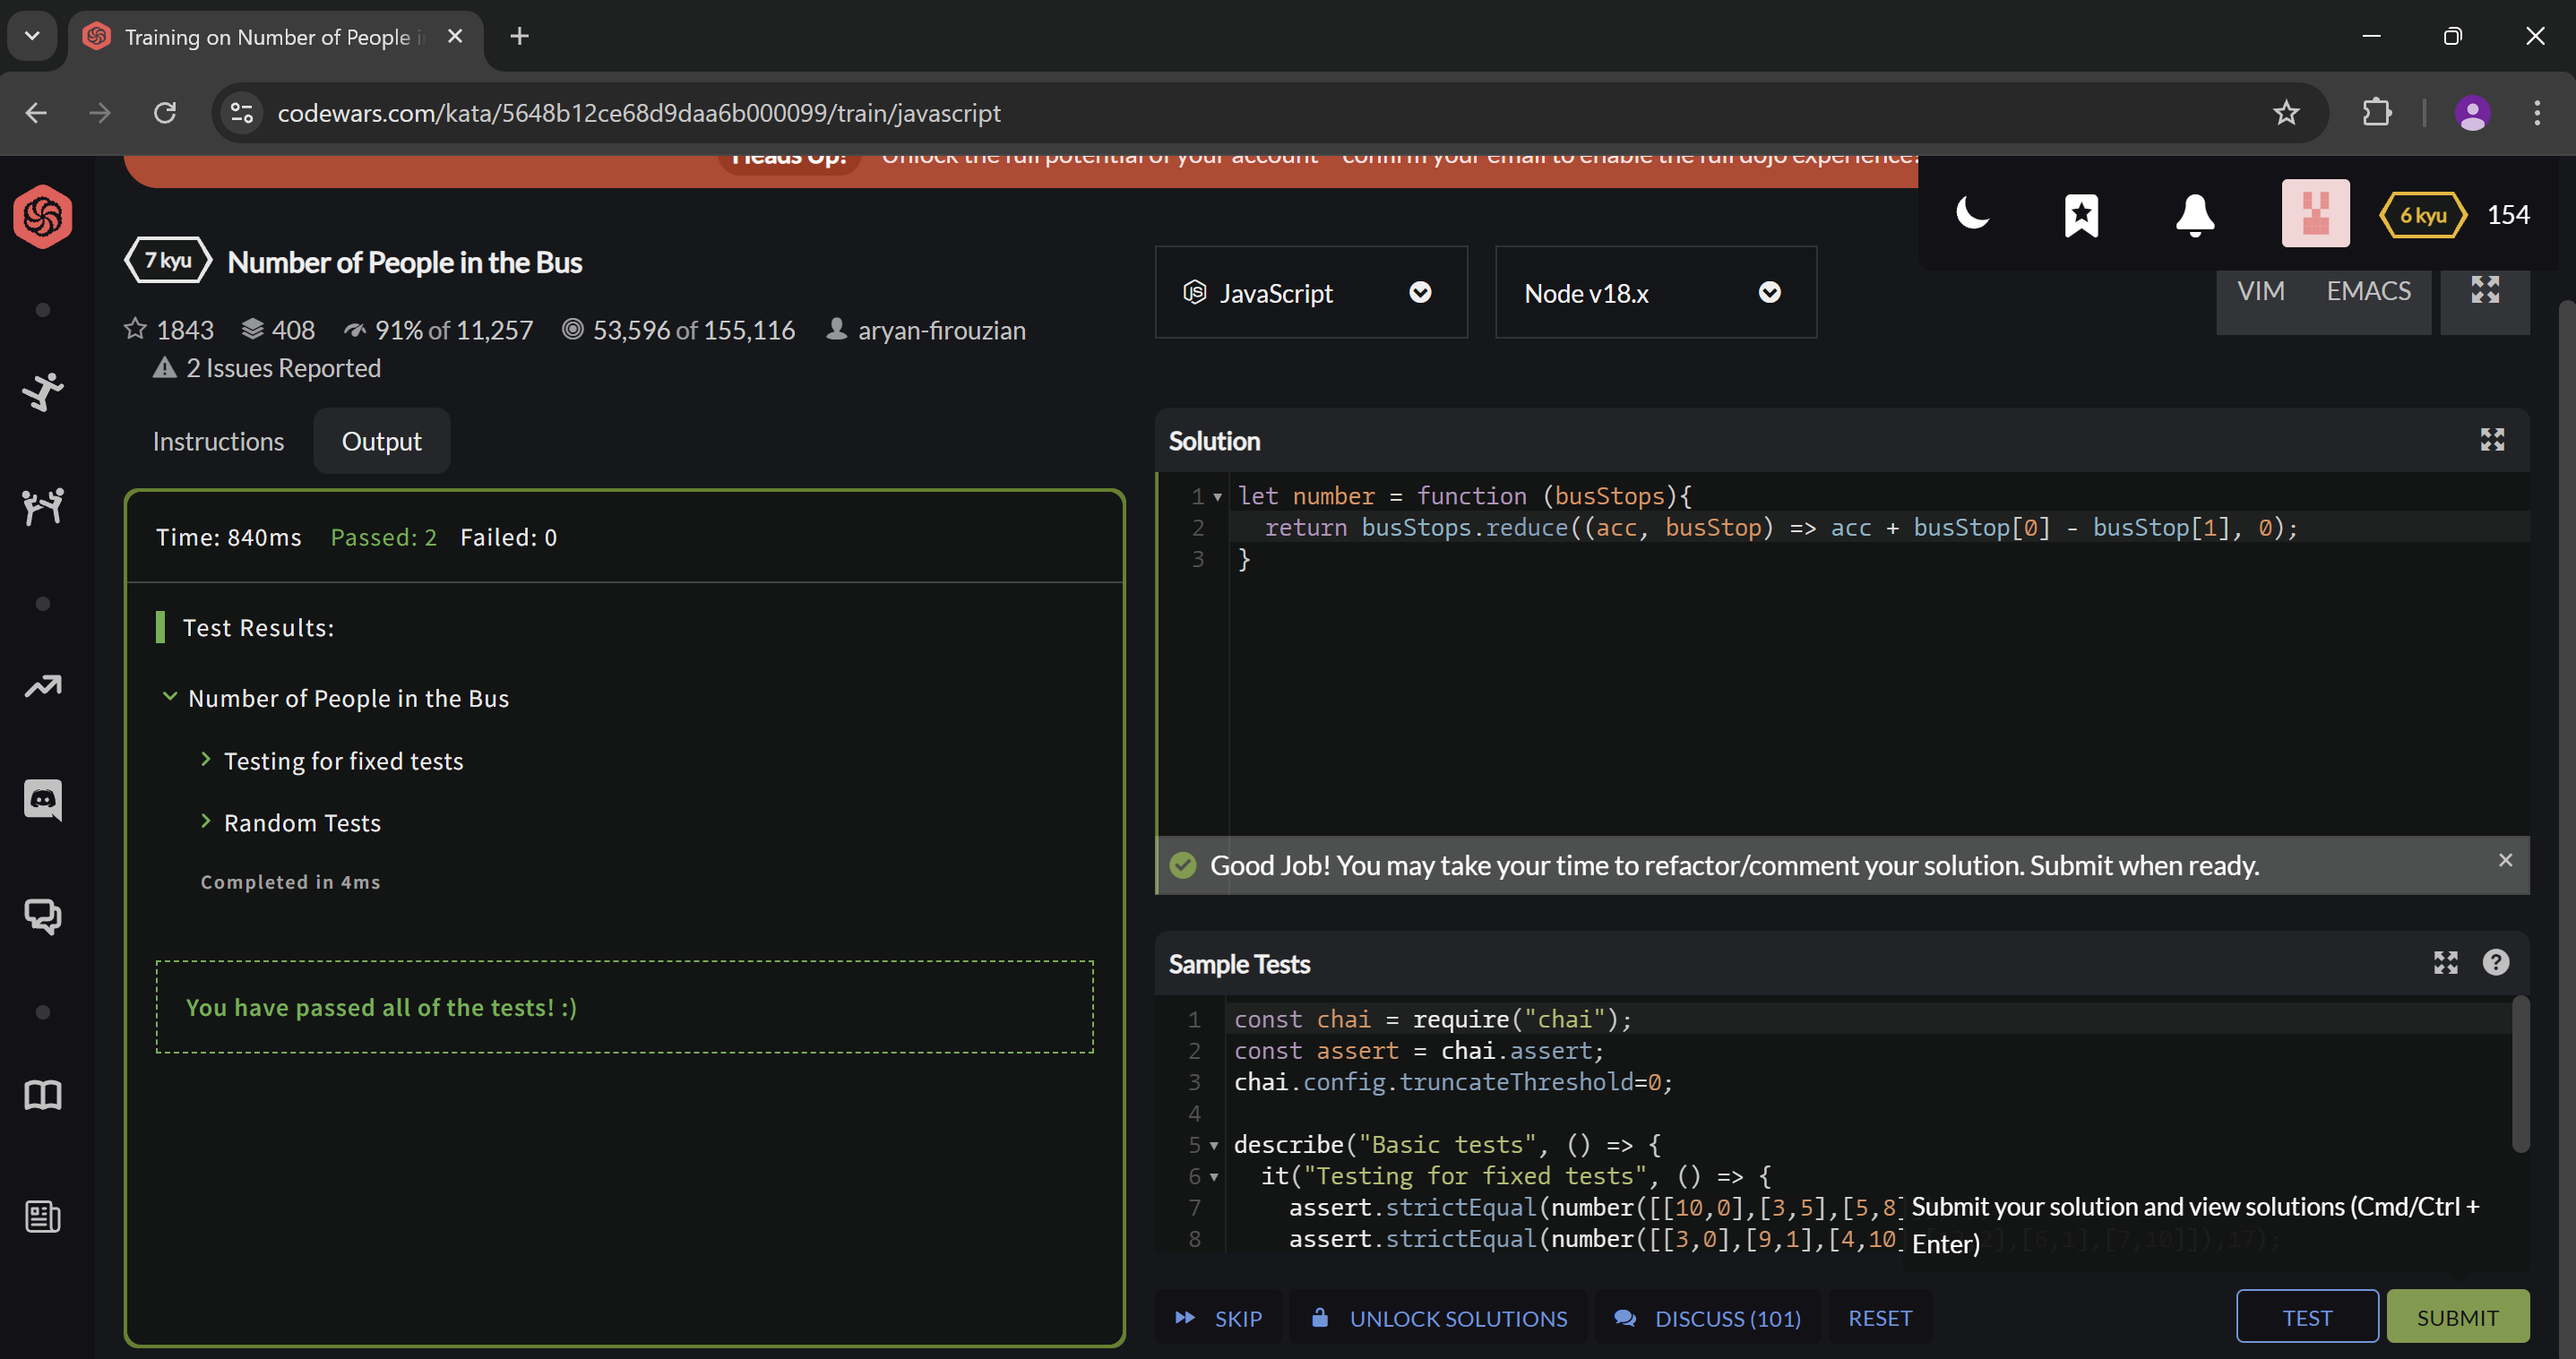 Training on Number of People i
codewars.com/kata/5648b12ce68d9daa6b000099/train/javascript
Heads Up! Unlock the full potential of your account - confirm your email to enable the full dojo experience.
6 kyu 154
7 kyu Number of People in the Bus
1843 408 91% of 11,257 53,596 of 155,116 aryan-firouzian
2 Issues Reported
JavaScript
Node v18.x
VIM EMACS
Instructions Output
Time: 840ms Passed: 2 Failed: 0
Test Results:
Number of People in the Bus
Testing for fixed tests
Random Tests
Completed in 4ms
You have passed all of the tests! :)
Solution
1 let number = function (busStops){
2 return busStops.reduce((acc, busStop) => acc + busStop[0] - busStop[1], 0);
3 }
Good Job! You may take your time to refactor/comment your solution. Submit when ready.
Sample Tests
1 const chai = require("chai");
2 const assert = chai.assert;
3 chai.config.truncateThreshold=0;
4
5 describe("Basic tests", () => {
6 it("Testing for fixed tests", () => {
7 assert.strictEqual(number([[10,0],[3,5],[5,8]
8 assert.strictEqual(number([[3,0],[9,1],[4,10] 2],[6,1],[7,10]]),17);
Submit your solution and view solutions (Cmd/Ctrl +
Enter)
SKIP UNLOCK SOLUTIONS DISCUSS (101) RESET TEST SUBMIT